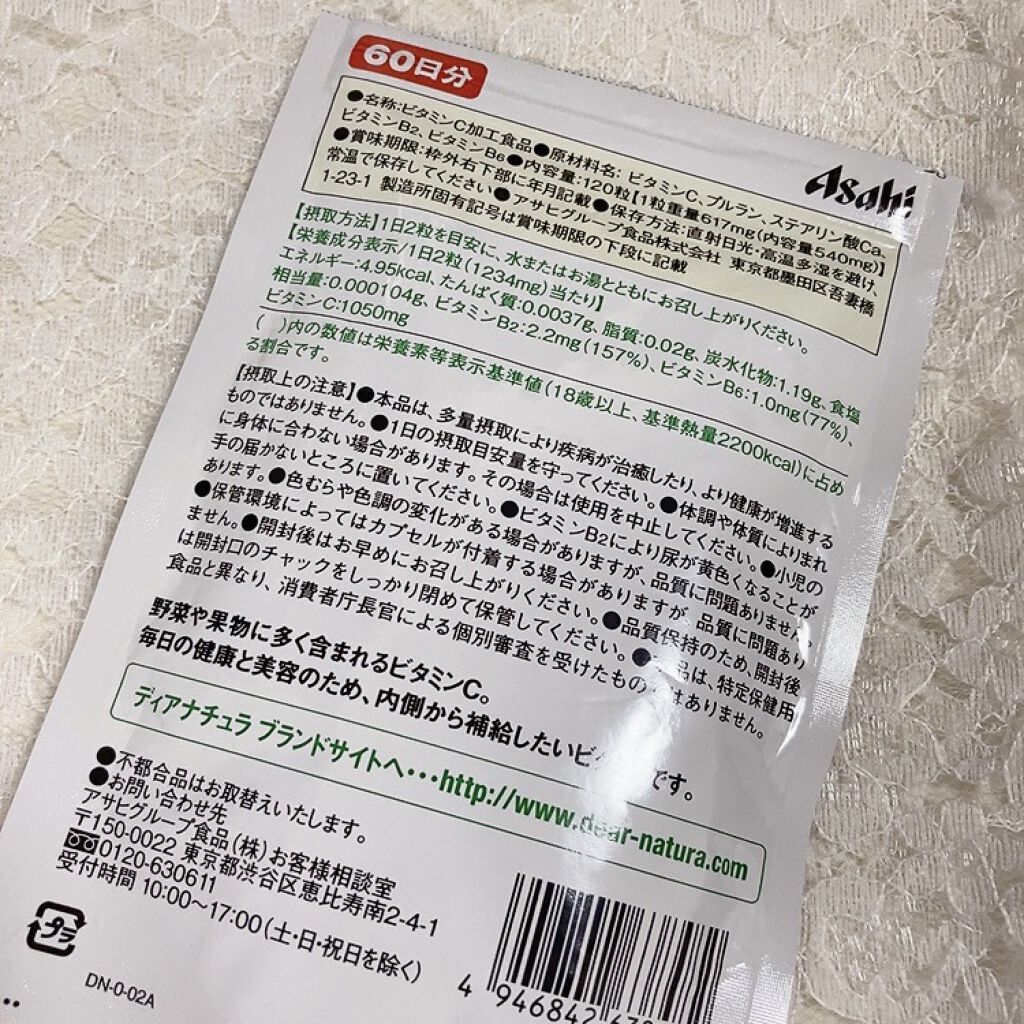 60日分
Asahi
●名称:ビタミンC加工食品●原材料名: ビタミンC、プルラン、ステアリン酸Ca、
ビタミンB2、ビタミンB6●内容量:120粒【1粒重量617mg(内容量540mg)】
●賞味期限:枠外右下部に年月記載●保存方法:直射日光・高温多湿を避け、
常温で保存してください●アサヒグループ食品株式会社 東京都墨田区吾妻橋
1-23-1 製造所固有記号は賞味期限の下段に記載
【摂取方法】1日2粒を目安に、水またはお湯とともにお召し上がりください。
【栄養成分表示/1日2粒(1234mg)当たり】
エネルギー:4.95kcal、たんぱく質:0.0037g、脂質:0.02g、炭水化物:1.19g、食塩
相当量:0.000104g、ビタミンB2:2.2mg(157%)、ビタミンB6:1.0mg(77%)、
ビタミンC:1050mg
( )内の数値は栄養素等表示基準値(18歳以上、基準熱量2200kcal)に占め
る割合です。
【摂取上の注意】●本品は、多量摂取により疾病が治癒したり、より健康が増進する
ものではありません。●1日の摂取目安量を守ってください。●体調や体質によりまれ
に身体に合わない場合があります。その場合は使用を中止してください。●小児の
手の届かないところに置いてください。●ビタミンB2により尿が黄色くなることが
あります。●色むらや色調の変化がある場合がありますが、品質に問題ありません。
●保管環境によってはカプセルが付着する場合がありますが、品質に問題あり
ません。●開封後はお早めにお召し上がりください。●品質保持のため、開封後
は開封口のチャックをしっかり閉めて保管してください。●品は、特定保健用
食品と異なり、消費者庁長官による個別審査を受けたものではありません。
野菜や果物に多く含まれるビタミンC。
毎日の健康と美容のため、内側から補給したいビです。
ディアナチュラ ブランドサイトへ・・・http://www.dear-natura.com
●不都合品はお取替えいたします。
●お問い合わせ先
アサヒグループ食品(株)お客様相談室
〒150-0022 東京都渋谷区恵比寿南2-4-1
0120-630611
受付時間 10:00〜17:00(土・日・祝日を除く)
プラ
DN-0-02A
4 946842